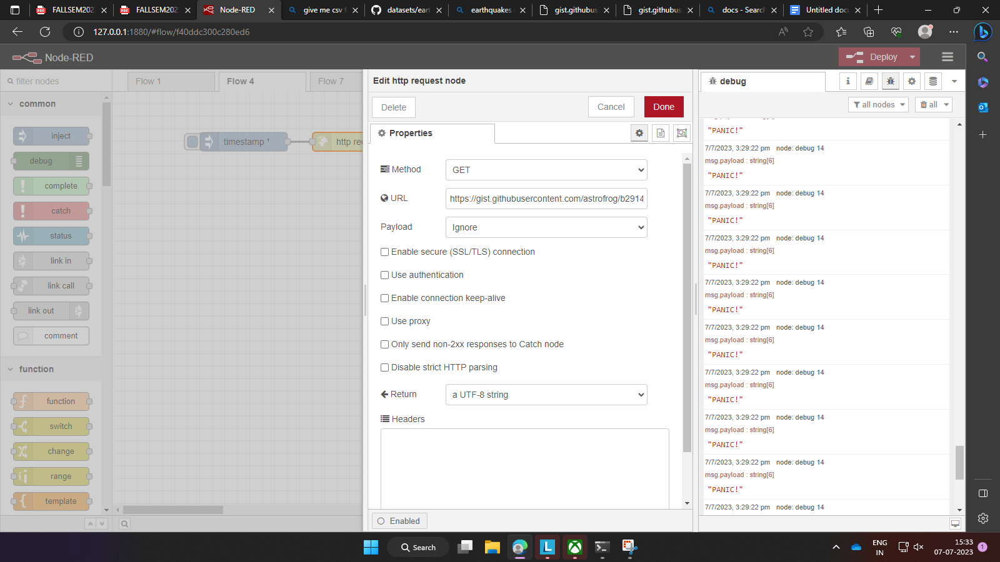 FALLSEM202
FALLSEM202
Node-RED
give me csv f
datasets/eart
earthquakes
gist.githubus
gist.githubus
docs - Search
Untitled docu
127.0.0.1:1880/#flow/f40ddc300c280ed6
Node-RED
Deploy
filter nodes
Flow 1
Flow 4
Flow 7
common
inject
debug
complete
catch
status
link in
link call
link out
comment
function
function
switch
change
range
template
timestamp ¹
http rec
Edit http request node
Delete
Cancel
Done
Properties
Method
GET
URL
https://gist.githubusercontent.com/astrofrog/b2914
Payload
Ignore
Enable secure (SSL/TLS) connection
Use authentication
Enable connection keep-alive
Use proxy
Only send non-2xx responses to Catch node
Disable strict HTTP parsing
Return
a UTF-8 string
Headers
Enabled
debug
all nodes
all
"PANIC!"
7/7/2023, 3:29:22 pm node: debug 14
msg.payload : string[6]
"PANIC!"
7/7/2023, 3:29:22 pm node: debug 14
msg.payload : string[6]
"PANIC!"
7/7/2023, 3:29:22 pm node: debug 14
msg.payload : string[6]
"PANIC!"
7/7/2023, 3:29:22 pm node: debug 14
msg.payload : string[6]
"PANIC!"
7/7/2023, 3:29:22 pm node: debug 14
msg.payload : string[6]
"PANIC!"
7/7/2023, 3:29:22 pm node: debug 14
msg.payload : string[6]
"PANIC!"
7/7/2023, 3:29:22 pm node: debug 14
msg.payload : string[6]
"PANIC!"
7/7/2023, 3:29:22 pm node: debug 14
msg.payload : string[6]
"PANIC!"
7/7/2023, 3:29:22 pm node: debug 14
Search
ENG
IN
15:33
07-07-2023
1